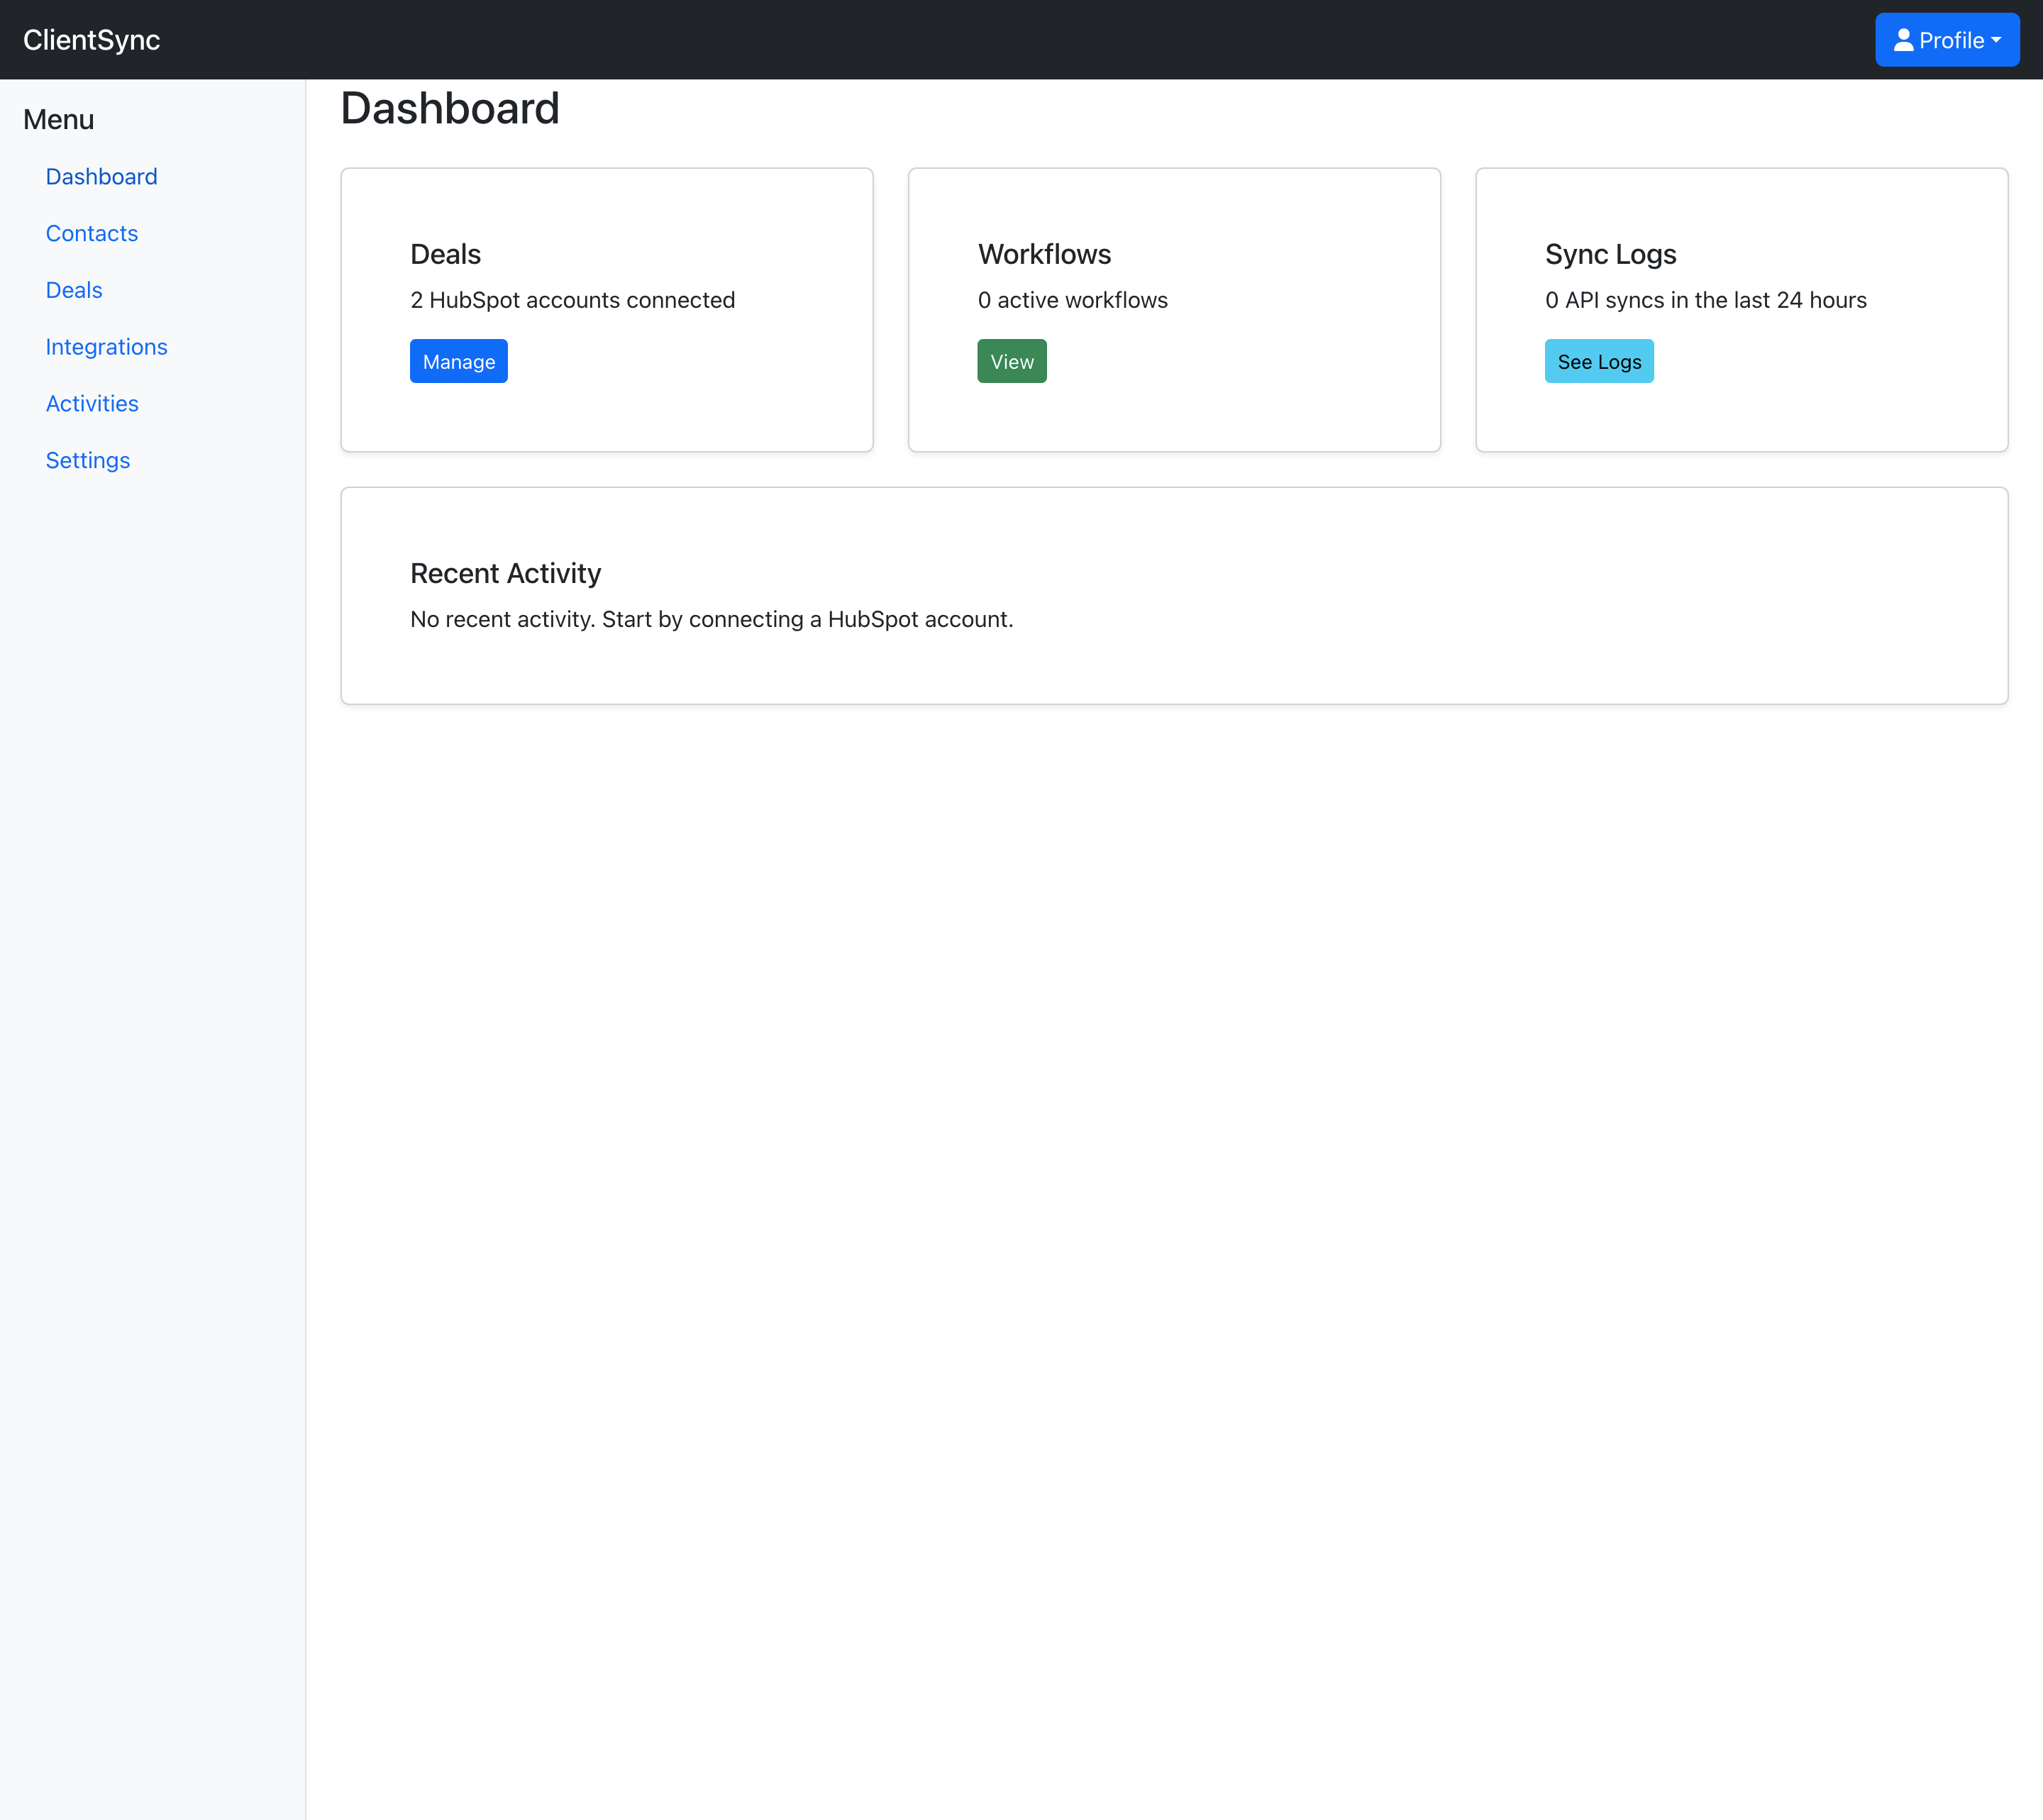 ClientSync
Profile
Menu
Dashboard
Contacts
Deals
Integrations
Activities
Settings
Dashboard
Deals
2 HubSpot accounts connected
Manage
Workflows
0 active workflows
View
Sync Logs
0 API syncs in the last 24 hours
See Logs
Recent Activity
No recent activity. Start by connecting a HubSpot account.